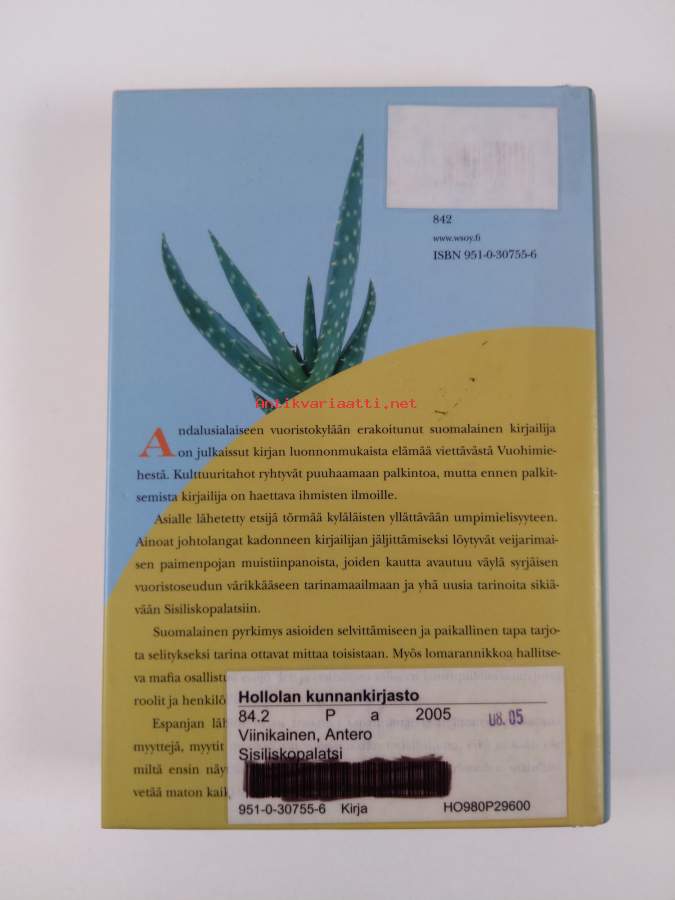 842
www.wsoy.fi
ISBN 951-0-30755-6
Antikvariaatti.net
Andalusialaiseen vuoristokylään erakoitunut suomalainen kirjailija
on julkaissut kirjan luonnonmukaista elämää viettävästä Vuohimie-
hestä. Kulttuuritahot ryhtyvät puuhaamaan palkintoa, mutta ennen palkit-
semista kirjailija on haettava ihmisten ilmoille.
Asialle lähetetty etsijä törmää kyläläisten yllättävään umpimielisyyteen.
Ainoat johtolangat kadonneen kirjailijan jäljittämiseksi löytyvät veijarimai-
sen paimenpojan muistiinpanoista, joiden kautta avautuu väylä syrjäisen
vuoristoseudun värikkääseen tarinamaailmaan ja yhä uusia tarinoita sikiä-
vään Sisiliskopalatsiin.
Suomalainen pyrkimys asioiden selvittämiseen ja paikallinen tapa tarjo-
ta selitykseksi tarina ottavat mittaa toisistaan. Myös lomarannikkoa hallitse-
va mafia osallistu
roolit ja henkilö
Espanjan läh
myyttejä, myytit
miltä ensin näy
vetää maton kaik
Hollolan kunnankirjasto
84.2 P a 2005 08.05
Viinikainen, Antero
Sisiliskopalatsi
951-0-30755-6 Kirja HO980P29600